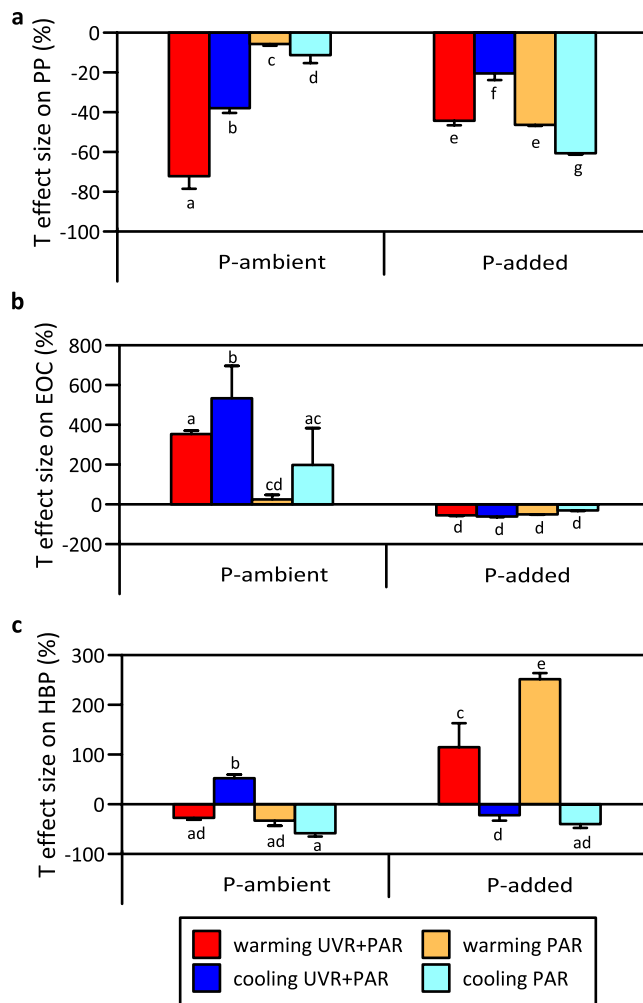 a
T effect size on PP (%)
0
-20
-40
-60
-80
-100
a
b
c
d
e
f
e
g
P-ambient
P-added
b
T effect size on EOC (%)
800
600
400
200
0
-200
a
b
cd
ac
d
d
d
d
P-ambient
P-added
c
T effect size on HBP (%)
300
200
100
0
-100
ad
b
ad
a
c
d
e
ad
P-ambient
P-added
warming UVR+PAR
warming PAR
cooling UVR+PAR
cooling PAR